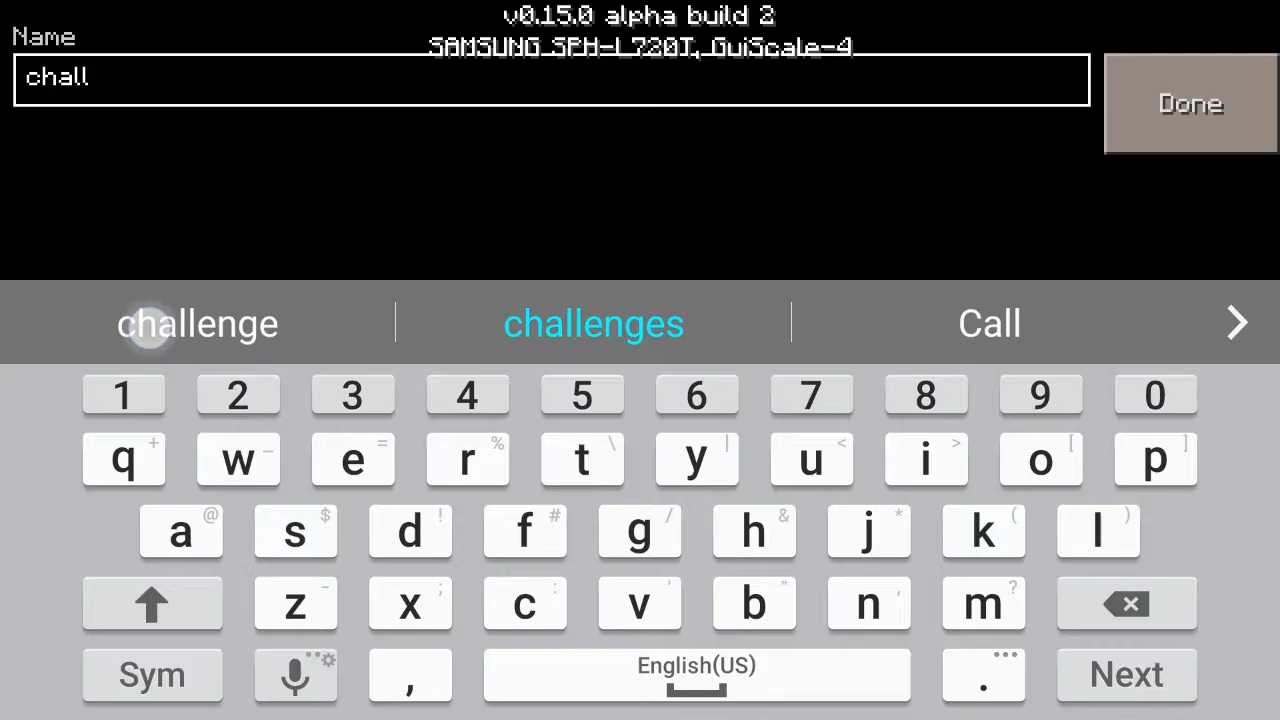 v0.15.0 alpha build 2
Name
SAMSUNG SPH-L720T, GuiScale-4
chall
Done
challenge challenges Call
1 2 3 4 5 6 7 8 9 0
q + w - e = r % t \ y | u < i > o [ p ]
a @ s $ d ! f # g / h & j * k ( l )
z - x ; c : v ' b " n , m ?
Sym , English(US) . Next